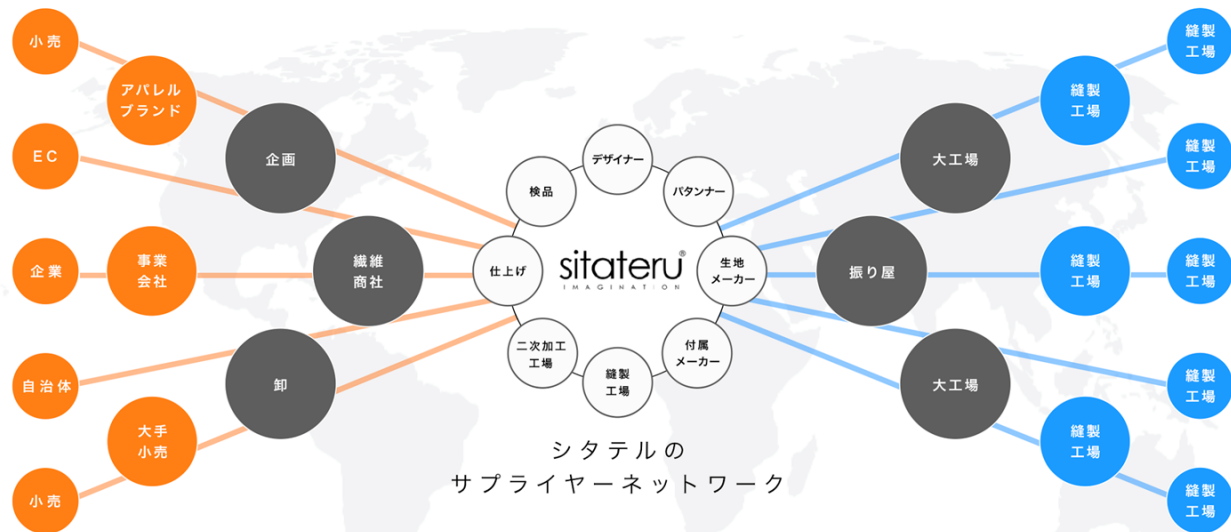 小売
アパレル
ブランド
EC
企業
事業
会社
自治体
大手
小売
小売
企画
繊維
商社
卸
デザイナー
検品
パタンナー
仕上げ
sitateru®
IMAGINATION
生地
メーカー
二次加工
工場
縫製
工場
付属
メーカー
シタテルの
サプライヤーネットワーク
大工場
振り屋
大工場
縫製
工場
縫製
工場
縫製
工場
縫製
工場
縫製
工場
縫製
工場
縫製
工場
縫製
工場